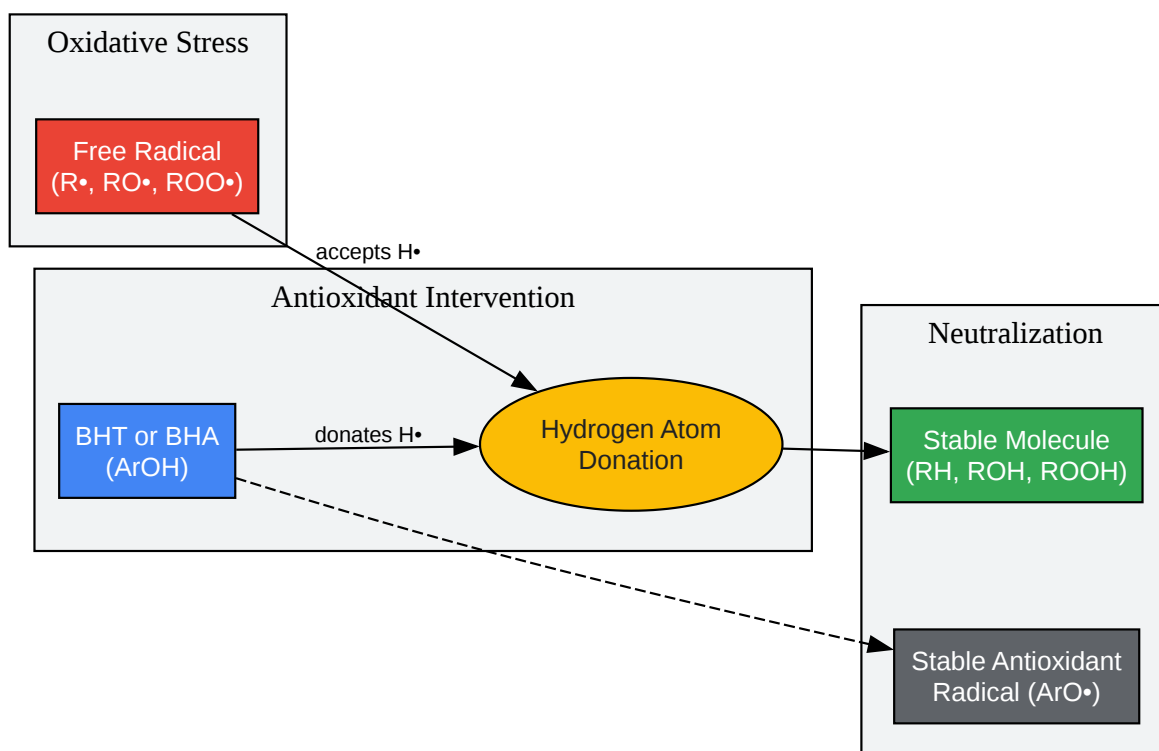 Oxidative Stress
Free Radical
(R•, RO•, ROO•)
accepts H•
Antioxidant Intervention
BHT or BHA
(ArOH)
donates H•
Hydrogen Atom
Donation
Neutralization
Stable Molecule
(RH, ROH, ROOH)
Stable Antioxidant
Radical (ArO•)